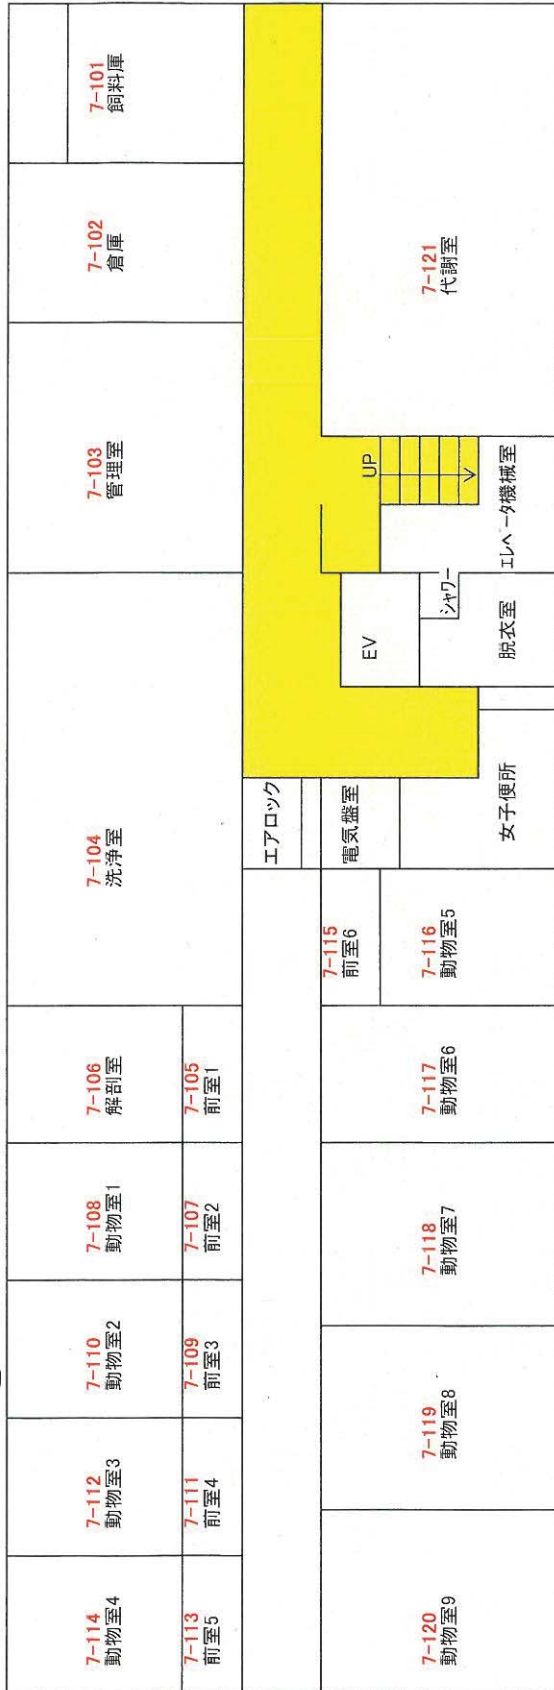 7-114
動物室4
7-112
動物室3
7-110
動物室2
7-108
動物室1
7-106
解剖室
7-104
洗浄室
7-103
管理室
7-102
倉庫
7-101
飼料庫
7-113
前室5
7-111
前室4
7-109
前室3
7-107
前室2
7-105
前室1
エアロック
電気盤室
EV
UP
シャワー
7-115
前室6
7-120
動物室9
7-119
動物室8
7-118
動物室7
7-117
動物室6
7-116
動物室5
女子便所
脱衣室
エレベータ機械室
7-121
代謝室